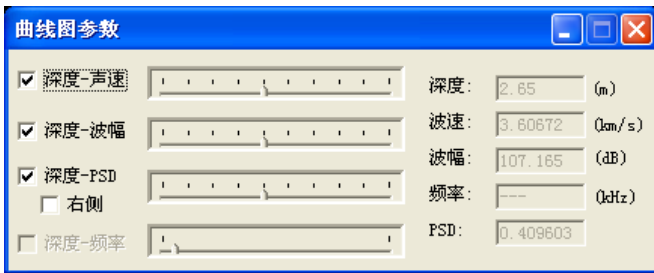 曲线图参数
深度-声速
深度-波幅
深度-PSD
右侧
深度-频率
深度: 2.65 (m)
波速: 3.60672 (km/s)
波幅: 107.165 (dB)
频率: --- (kHz)
PSD: 0.409603